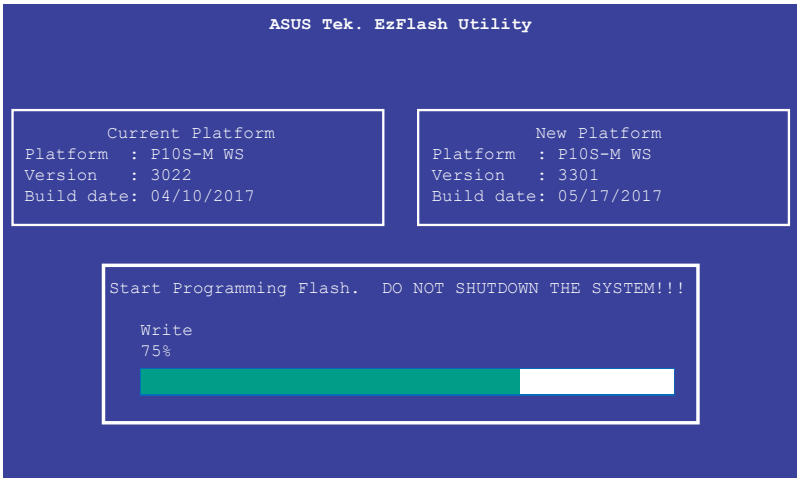 ASUS Tek. EzFlash Utility
Current Platform
Platform  : P10S-M WS
Version   : 3022
Build date: 04/10/2017
New Platform
Platform  : P10S-M WS
Version   : 3301
Build date: 05/17/2017
Start Programming Flash.  DO NOT SHUTDOWN THE SYSTEM!!!
Write
75%